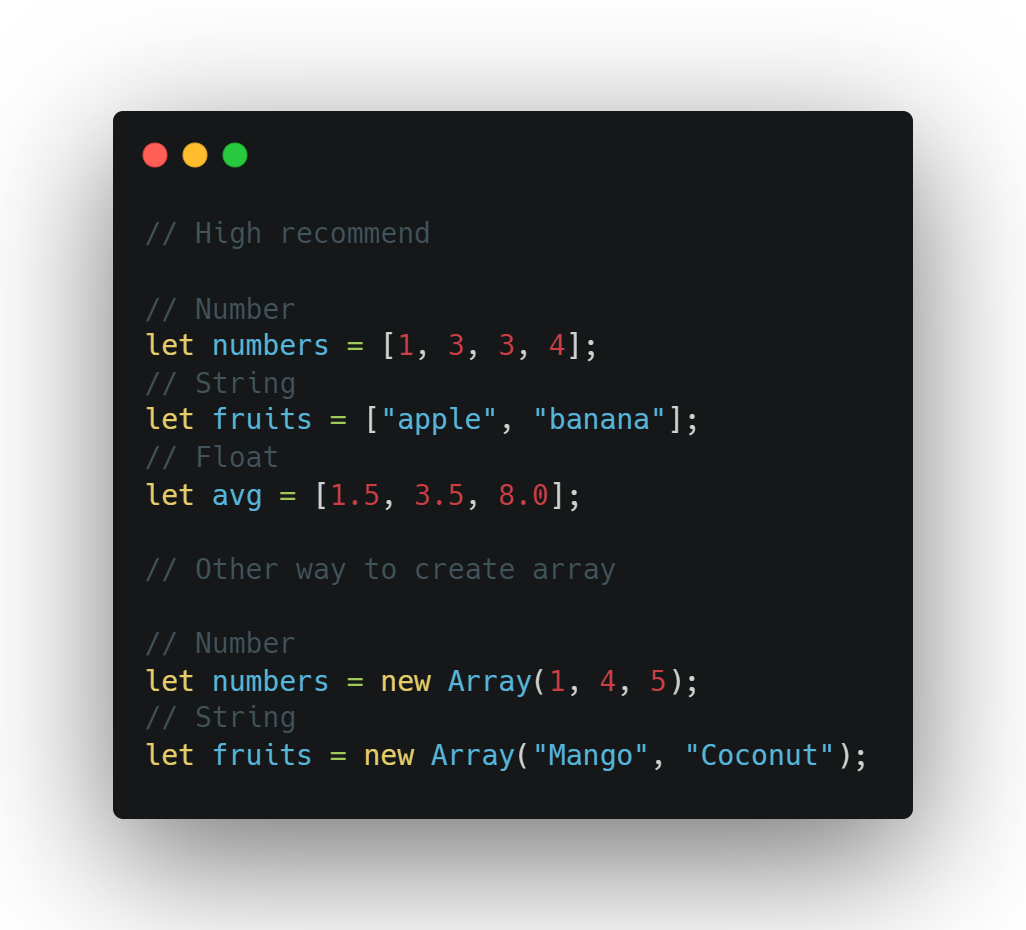 // High recommend
// Number
let numbers = [1, 3, 3, 4];
// String
let fruits = ["apple", "banana"];
// Float
let avg = [1.5, 3.5, 8.0];
// Other way to create array
// Number
let numbers = new Array(1, 4, 5);
// String
let fruits = new Array("Mango", "Coconut");